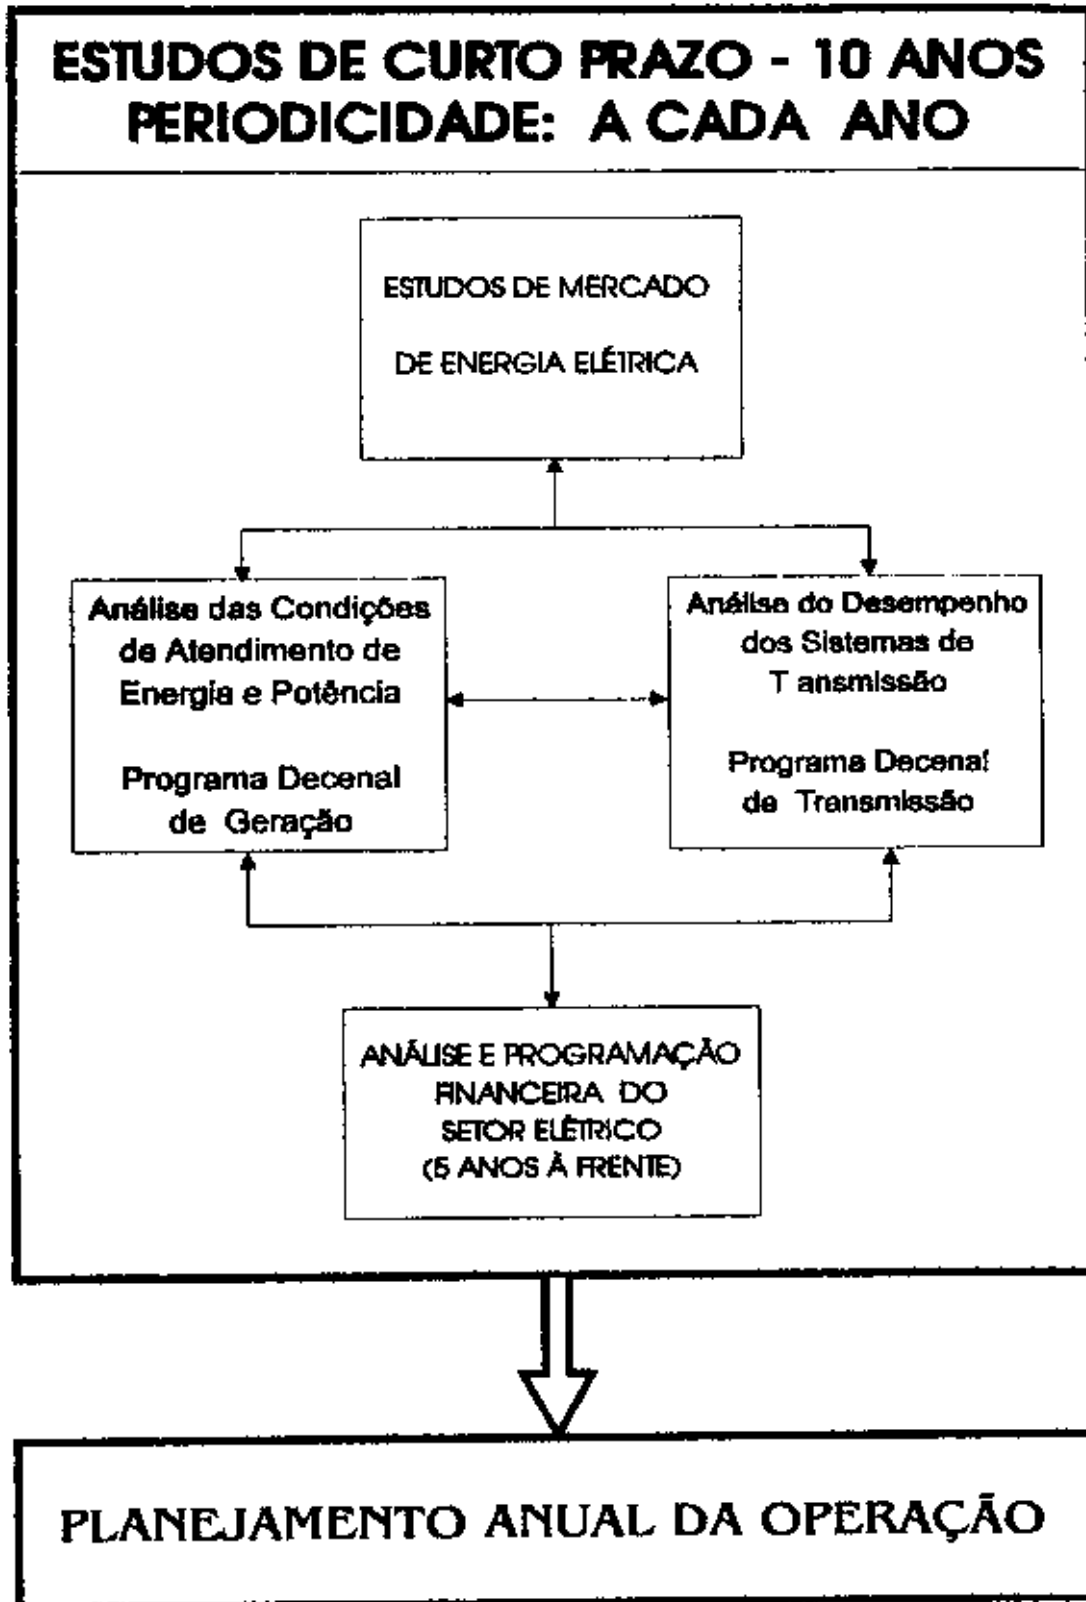 ESTUDOS DE CURTO PRAZO - 10 ANOS
PERIODICIDADE: A CADA ANO
ESTUDOS DE MERCADO
DE ENERGIA ELÉTRICA
Análise das Condições
de Atendimento de
Energia e Potência
Programa Decenal
de Geração
Análise do Desempenho
dos Sistemas de
T ansmissão
Programa Decenal
de Transmissão
ANÁLISE E PROGRAMAÇÃO
FINANCEIRA DO
SETOR ELÉTRICO
(5 ANOS À FRENTE)
PLANEJAMENTO ANUAL DA OPERAÇÃO